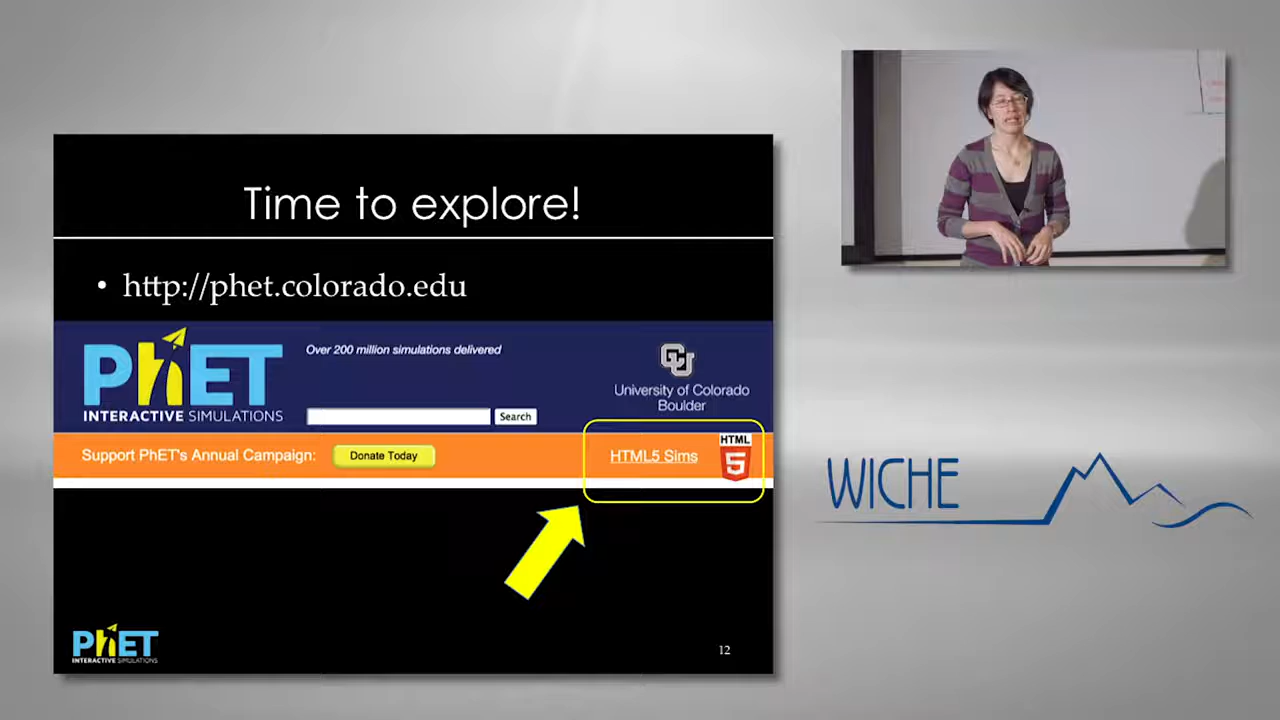 Time to explore!
• http://phet.colorado.edu
PhET
INTERACTIVE SIMULATIONS
Over 200 million simulations delivered
Search
CU
University of Colorado
Boulder
Support PhET's Annual Campaign:
Donate Today
HTML5 Sims
HTML
5
WICHE
PhET
INTERACTIVE SIMULATIONS
12